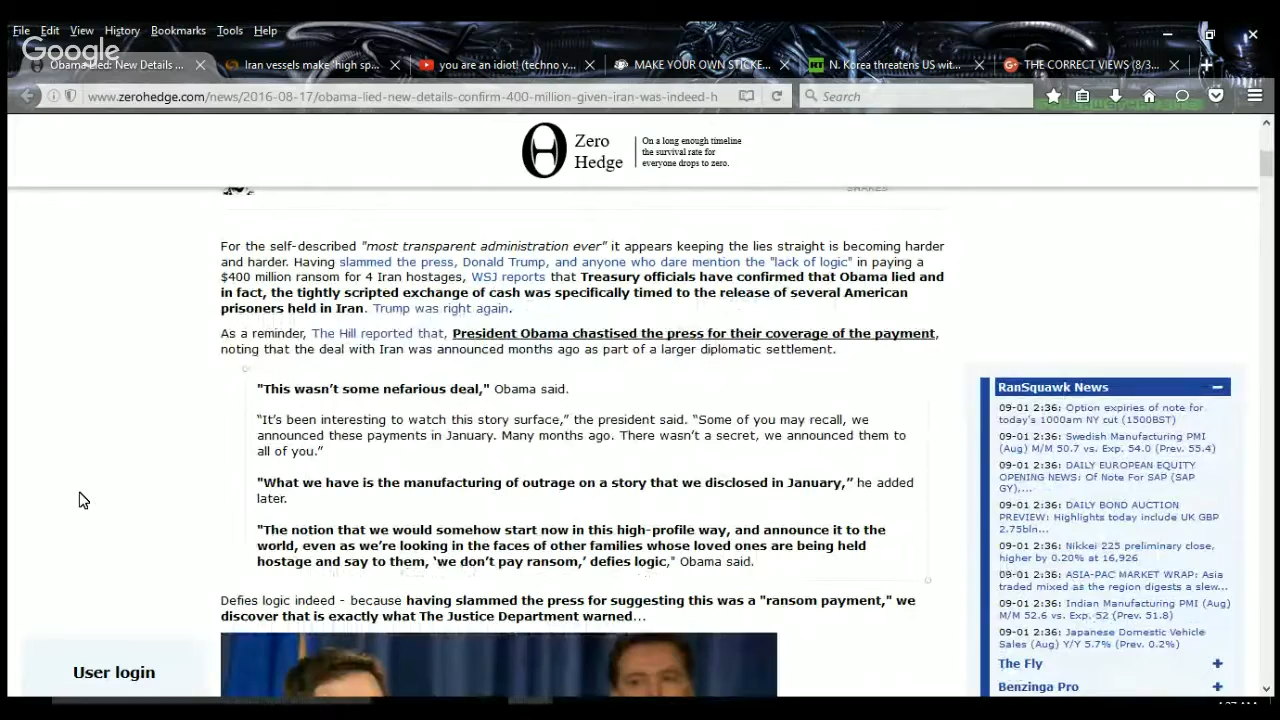 File Edit View History Bookmarks Tools Help
Google
Obama Lied: New Details ...
Iran vessels make 'high sp...
you are an idiot! (techno v...
MAKE YOUR OWN STICKE...
N. Korea threatens US wit...
THE CORRECT VIEWS (8/3...
www.zerohedge.com/news/2016-08-17/obama-lied-new-details-confirm-400-million-given-iran-was-indeed-h
Search
Zero
Hedge
On a long enough timeline
the survival rate for
everyone drops to zero.
SHARES
For the self-described "most transparent administration ever" it appears keeping the lies straight is becoming harder
and harder. Having slammed the press, Donald Trump, and anyone who dare mention the "lack of logic" in paying a
$400 million ransom for 4 Iran hostages, WSJ reports that Treasury officials have confirmed that Obama lied and
in fact, the tightly scripted exchange of cash was specifically timed to the release of several American
prisoners held in Iran. Trump was right again.
As a reminder, The Hill reported that, President Obama chastised the press for their coverage of the payment,
noting that the deal with Iran was announced months ago as part of a larger diplomatic settlement.
"This wasn't some nefarious deal," Obama said.
“It's been interesting to watch this story surface,” the president said. “Some of you may recall, we
announced these payments in January. Many months ago. There wasn't a secret, we announced them to
all of you.”
"What we have is the manufacturing of outrage on a story that we disclosed in January,” he added
later.
"The notion that we would somehow start now in this high-profile way, and announce it to the
world, even as we're looking in the faces of other families whose loved ones are being held
hostage and say to them, 'we don't pay ransom,' defies logic," Obama said.
Defies logic indeed - because having slammed the press for suggesting this was a "ransom payment," we
discover that is exactly what The Justice Department warned...
User login
RanSquawk News
09-01 2:36: Option expiries of note for
today's 1000am NY cut (1500BST)
09-01 2:36: Swedish Manufacturing PMI
(Aug) M/M 50.7 vs. Exp. 54.0 (Prev. 55.4)
09-01 2:36: DAILY EUROPEAN EQUITY
OPENING NEWS: Of Note For SAP (SAP
GY),...
09-01 2:36: DAILY BOND AUCTION
PREVIEW: Highlights today include UK GBP
2.75bln...
09-01 2:36: Nikkei 225 preliminary close,
higher by 0.20% at 16,926
09-01 2:36: ASIA-PAC MARKET WRAP: Asia
traded mixed as the region digests a slew...
09-01 2:36: Indian Manufacturing PMI (Aug)
M/M 52.6 vs. Exp. 52 (Prev. 51.8)
09-01 2:36: Japanese Domestic Vehicle
Sales (Aug) Y/Y 5.7% (Prev. 0.2%)
The Fly
Benzinga Pro